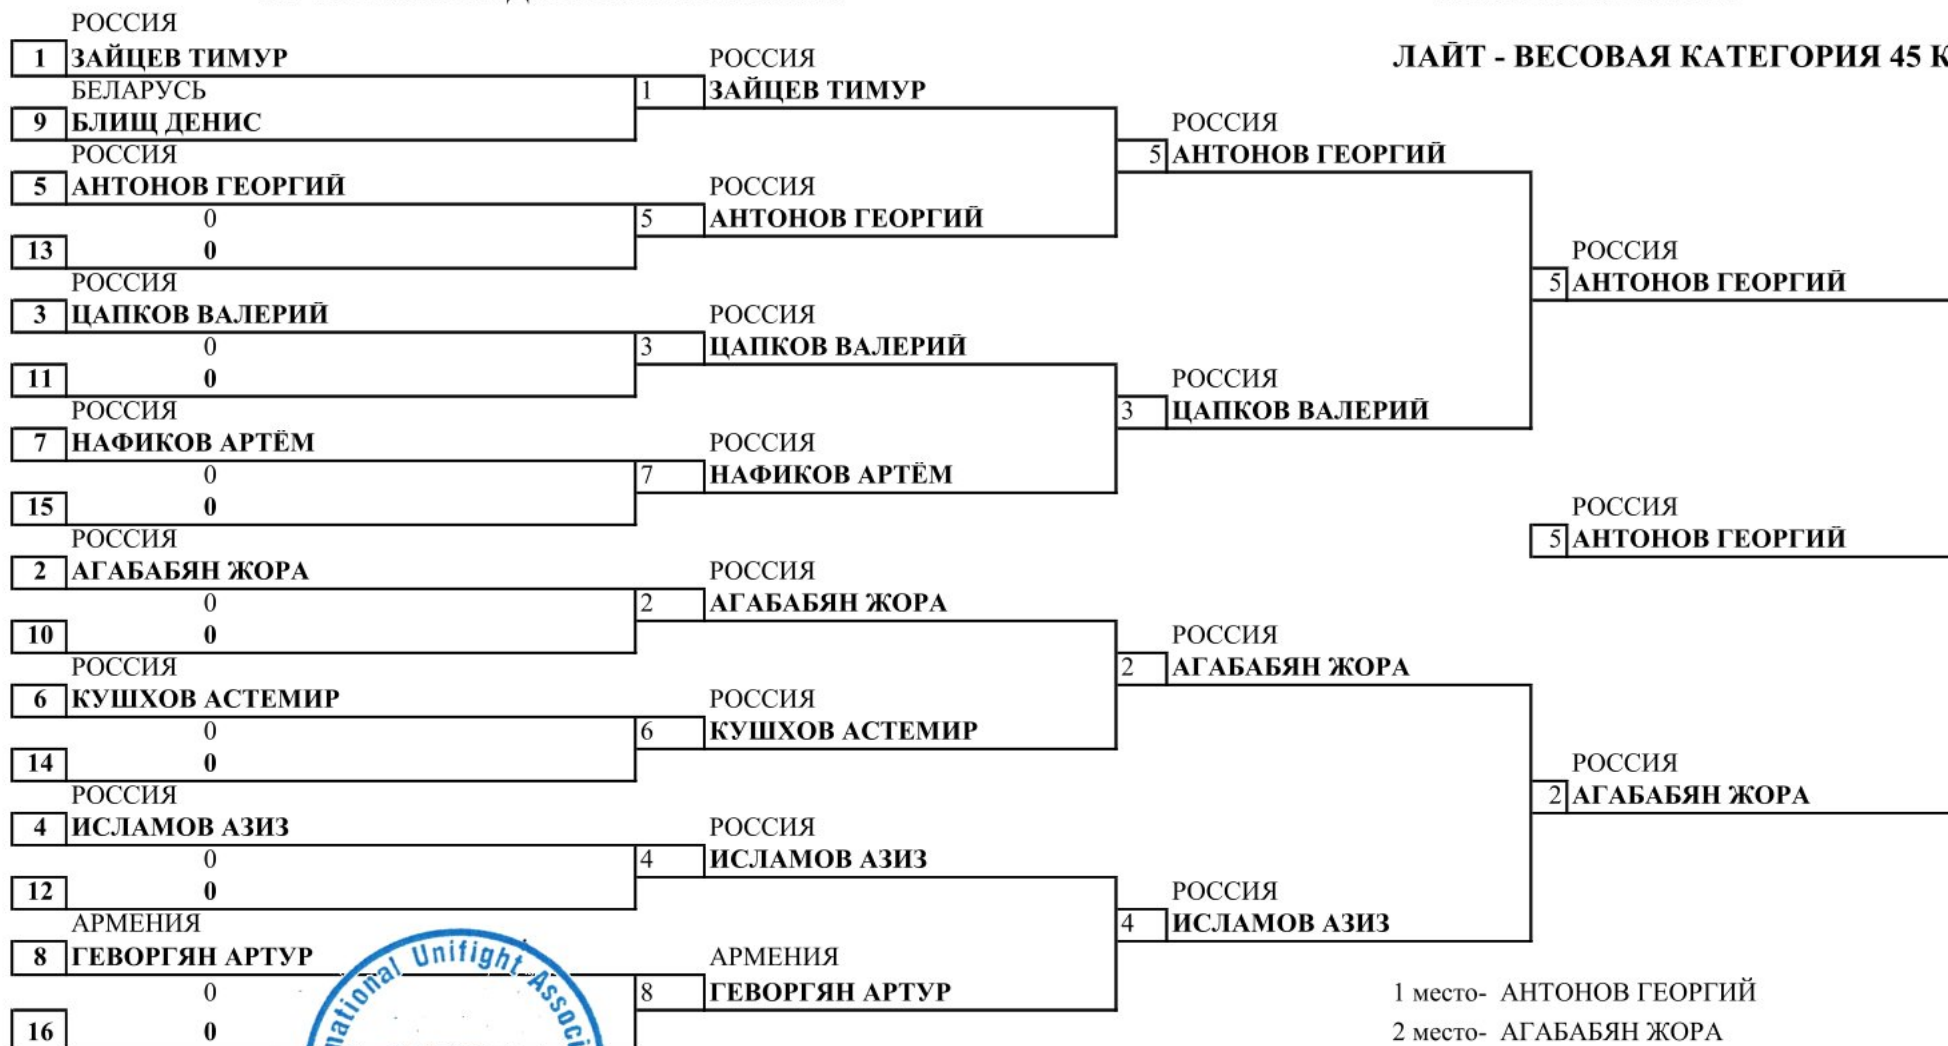 РОССИЯ
1 ЗАЙЦЕВ ТИМУР
БЕЛАРУСЬ
9 БЛИЩ ДЕНИС
РОССИЯ
5 АНТОНОВ ГЕОРГИЙ
0
13 0
РОССИЯ
3 ЦАПКОВ ВАЛЕРИЙ
0
11 0
РОССИЯ
7 НАФИКОВ АРТЁМ
0
15 0
РОССИЯ
2 АГАБАБЯН ЖОРА
0
10 0
РОССИЯ
6 КУШХОВ АСТЕМИР
0
14 0
РОССИЯ
4 ИСЛАМОВ АЗИЗ
0
12 0
АРМЕНИЯ
8 ГЕВОРГЯН АРТУР
0
16 0
Unifight
РОССИЯ
1 ЗАЙЦЕВ ТИМУР
РОССИЯ
5 АНТОНОВ ГЕОРГИЙ
РОССИЯ
3 ЦАПКОВ ВАЛЕРИЙ
РОССИЯ
7 НАФИКОВ АРТЁМ
РОССИЯ
2 АГАБАБЯН ЖОРА
РОССИЯ
6 КУШХОВ АСТЕМИР
РОССИЯ
4 ИСЛАМОВ АЗИЗ
АРМЕНИЯ
8 ГЕВОРГЯН АРТУР
РОССИЯ
5 АНТОНОВ ГЕОРГИЙ
РОССИЯ
3 ЦАПКОВ ВАЛЕРИЙ
РОССИЯ
2 АГАБАБЯН ЖОРА
РОССИЯ
4 ИСЛАМОВ АЗИЗ
ЛАЙТ - ВЕСОВАЯ КАТЕГОРИЯ 45 К
РОССИЯ
5 АНТОНОВ ГЕОРГИЙ
РОССИЯ
5 АНТОНОВ ГЕОРГИЙ
РОССИЯ
2 АГАБАБЯН ЖОРА
1 место- АНТОНОВ ГЕОРГИЙ
2 место- АГАБАБЯН ЖОРА